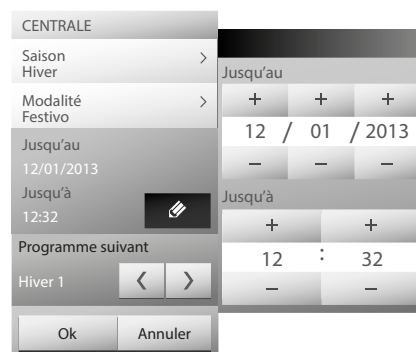 CENTRALE
Saison
Hiver
Modalité
Festivo
Jusqu'au
12/01/2013
Jusqu'à
12:32
Programme suivant
Hiver 1
Ok Annuler
Jusqu'au
+ + +
12 / 01 / 2013
− − −
Jusqu'à
+ +
12 : 32
− −